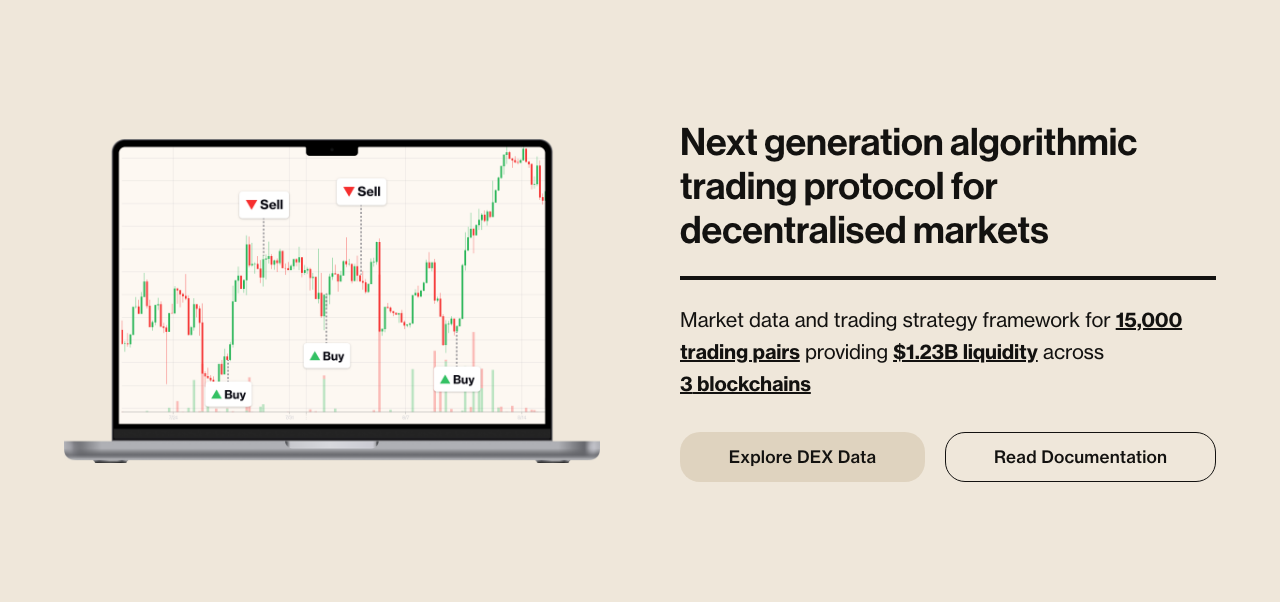 Next generation algorithmic
trading protocol for
decentralised markets
Market data and trading strategy framework for 15,000
trading pairs providing $1.23B liquidity across
3 blockchains
Explore DEX Data
Read Documentation
Sell
Sell
Buy
Buy
Buy